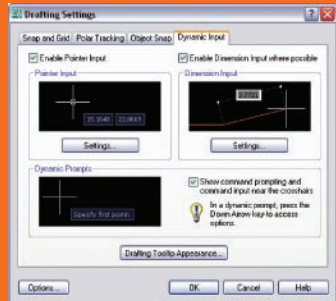 Drafting Settings
Snap and Grid Polar Tracking Object Snap Dynamic Input
Enable Pointer Input
Enable Dimension Input where possible
Pointer Input
Dimension Input
Settings...
Settings...
Dynamic Prompts
Specify first point:
Show command prompting and
command input near the crosshairs
In a dynamic prompt, press the
Down Arrow key to access
options.
Drafting Tooltip Appearance...
Options...
OK
Cancel
Help